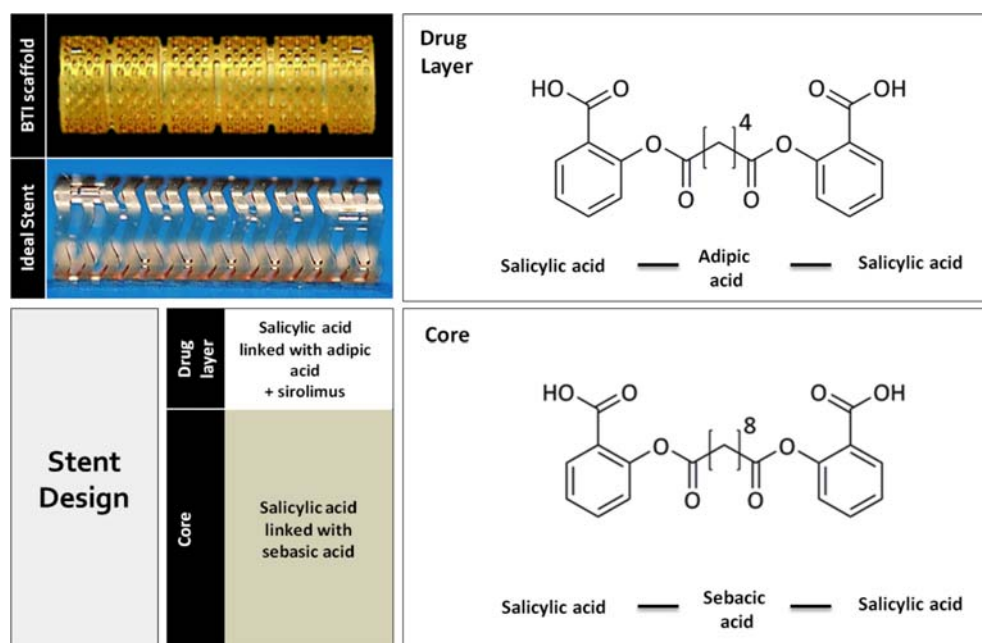 BTI scaffold
Ideal Stent
Drug
Layer
HO
O
O
OH
4
O
O
O
O
Salicylic acid
Adipic
acid
Salicylic acid
Stent
Design
Drug
layer
Salicylic acid
linked with adipic
acid
+ sirolimus
Core
Salicylic acid
linked with
sebasic acid
Core
HO
O
O
OH
8
O
O
O
O
Salicylic acid
Sebacic
acid
Salicylic acid